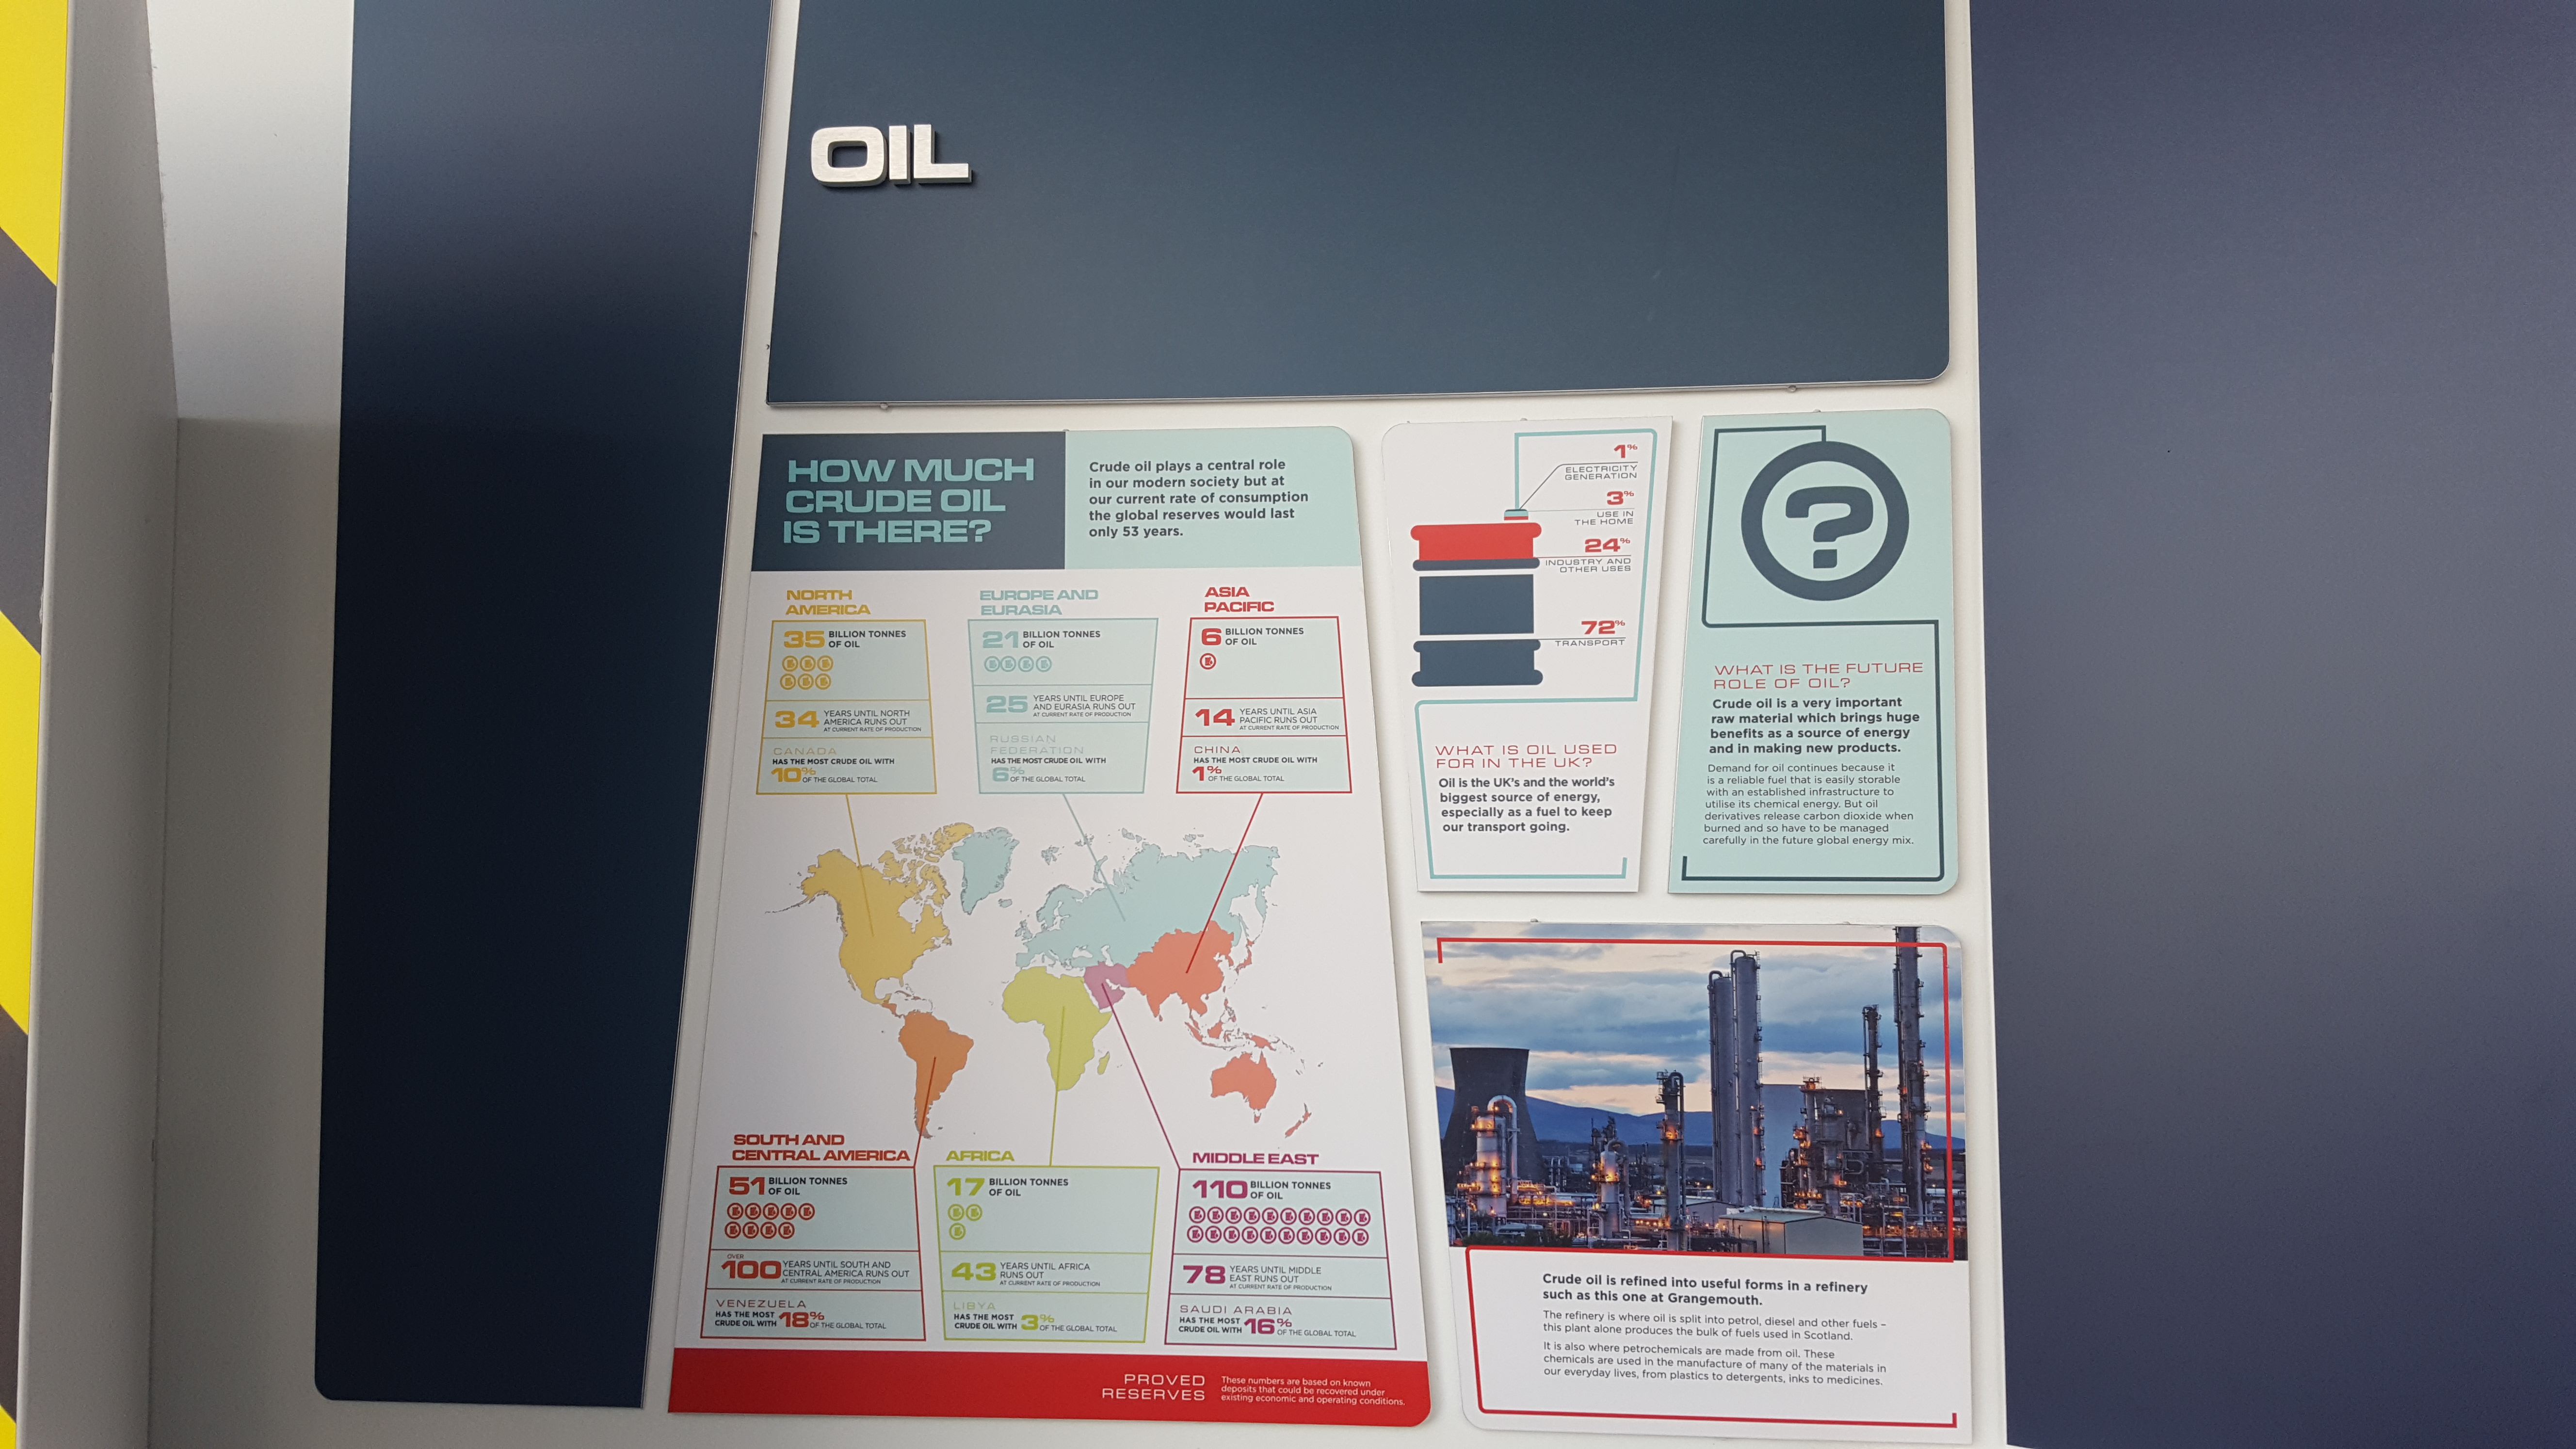 OIL
HOW MUCH
CRUDE OIL
IS THERE?
Crude oil plays a central role
in our modern society but at
our current rate of consumption
the global reserves would last
only 53 years.
NORTH
AMERICA
35 BILLION TONNES
OF OIL
34 YEARS UNTIL NORTH
AMERICA RUNS OUT
AT CURRENT RATE OF PRODUCTION
CANADA
HAS THE MOST CRUDE OIL WITH
10% OF THE GLOBAL TOTAL
EUROPE AND
EURASIA
21 BILLION TONNES
OF OIL
25 YEARS UNTIL EUROPE
AND EURASIA RUNS OUT
AT CURRENT RATE OF PRODUCTION
RUSSIAN
FEDERATION
HAS THE MOST CRUDE OIL WITH
6% OF THE GLOBAL TOTAL
ASIA
PACIFIC
6 BILLION TONNES
OF OIL
14 YEARS UNTIL ASIA
PACIFIC RUNS OUT
AT CURRENT RATE OF PRODUCTION
CHINA
HAS THE MOST CRUDE OIL WITH
1% OF THE GLOBAL TOTAL
SOUTH AND
CENTRAL AMERICA
51 BILLION TONNES
OF OIL
OVER
100 YEARS UNTIL SOUTH AND
CENTRAL AMERICA RUNS OUT
AT CURRENT RATE OF PRODUCTION
VENEZUELA
HAS THE MOST
CRUDE OIL WITH 18% OF THE GLOBAL TOTAL
AFRICA
17 BILLION TONNES
OF OIL
43 YEARS UNTIL AFRICA
RUNS OUT
AT CURRENT RATE OF PRODUCTION
LIBYA
HAS THE MOST
CRUDE OIL WITH 3% OF THE GLOBAL TOTAL
MIDDLE EAST
110 BILLION TONNES
OF OIL
78 YEARS UNTIL MIDDLE
EAST RUNS OUT
AT CURRENT RATE OF PRODUCTION
SAUDI ARABIA
HAS THE MOST
CRUDE OIL WITH 16% OF THE GLOBAL TOTAL
PROVED
RESERVES
These numbers are based on known
deposits that could be recovered under
existing economic and operating conditions.
1%
ELECTRICITY
GENERATION
3%
USE IN
THE HOME
24%
INDUSTRY AND
OTHER USES
72%
TRANSPORT
WHAT IS OIL USED
FOR IN THE UK?
Oil is the UK's and the world's
biggest source of energy,
especially as a fuel to keep
our transport going.
?
WHAT IS THE FUTURE
ROLE OF OIL?
Crude oil is a very important
raw material which brings huge
benefits as a source of energy
and in making new products.
Demand for oil continues because it
is a reliable fuel that is easily storable
with an established infrastructure to
utilise its chemical energy. But oil
derivatives release carbon dioxide when
burned and so have to be managed
carefully in the future global energy mix.
Crude oil is refined into useful forms in a refinery
such as this one at Grangemouth.
The refinery is where oil is split into petrol, diesel and other fuels –
this plant alone produces the bulk of fuels used in Scotland.
It is also where petrochemicals are made from oil. These
chemicals are used in the manufacture of many of the materials in
our everyday lives, from plastics to detergents, inks to medicines.